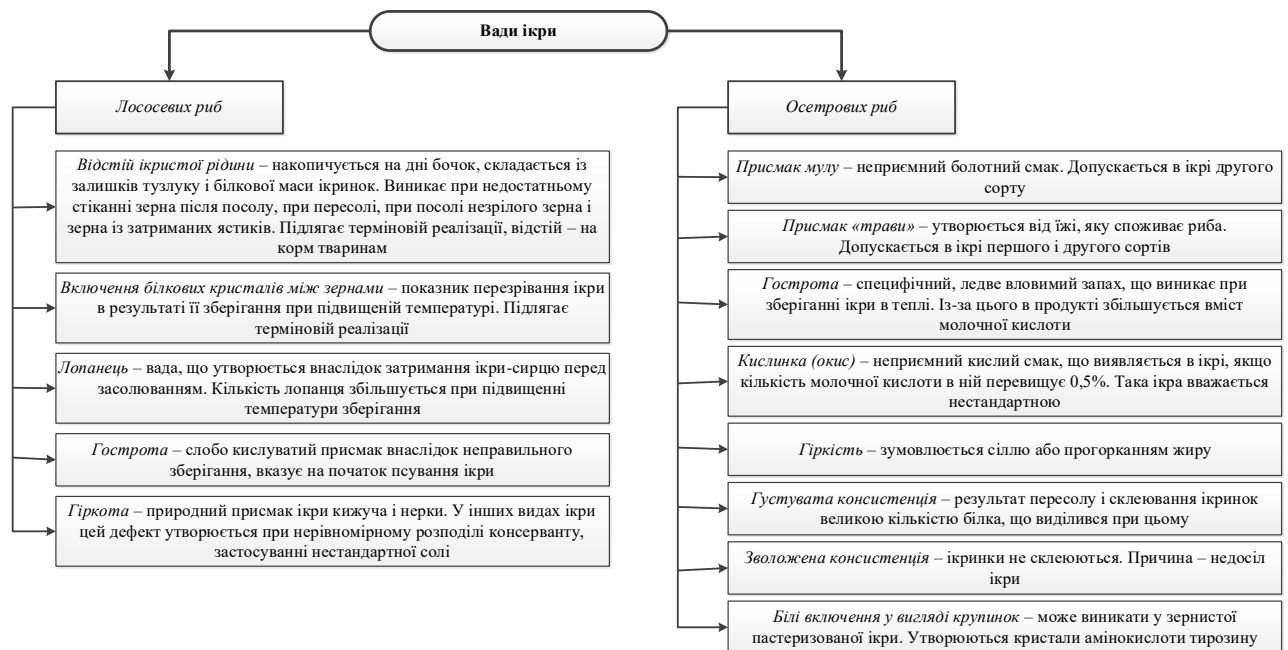 Вади ікри
Лососевих риб
Відстій ікристої рідини – накопичується на дні бочок, складається із
залишків тузлуку і білкової маси ікринок. Виникає при недостатньому
стіканні зерна після посолу, при пересолі, при посолі незрілого зерна і
зерна із затриманих ястиків. Підлягає терміновій реалізації, відстій – на
корм тваринам
Включення білкових кристалів між зернами – показник перезрівання ікри
в результаті її зберігання при підвищеній температурі. Підлягає
терміновій реалізації
Лопанець – вада, що утворюється внаслідок затримання ікри-сирцю перед
засолюванням. Кількість лопанця збільшується при підвищенні
температури зберігання
Гострота – слобо кислуватий присмак внаслідок неправильного
зберігання, вказує на початок псування ікри
Гіркота – природний присмак ікри кижуча і нерки. У інших видах ікри
цей дефект утворюється при нерівномірному розподілі консерванту,
застосуванні нестандартної солі
Осетрових риб
Присмак мулу – неприємний болотний смак. Допускається в ікрі другого
сорту
Присмак «трави» – утворюється від їжі, яку споживає риба.
Допускається в ікрі першого і другого сортів
Гострота – специфічний, ледве вловимий запах, що виникає при
зберіганні ікри в теплі. Із-за цього в продукті збільшується вміст
молочної кислоти
Кислинка (окис) – неприємний кислий смак, що виявляється в ікрі, якщо
кількість молочної кислоти в ній перевищує 0,5%. Така ікра вважається
нестандартною
Гіркість – зумовлюється сіллю або прогорканням жиру
Густувата консистенція – результат пересолу і склеювання ікринок
великою кількістю білка, що виділився при цьому
Зволожена консистенція – ікринки не склеюються. Причина – недосіл
ікри
Білі включення у вигляді крупинок – може виникати у зернистої
пастеризованої ікри. Утворюються кристали амінокислоти тирозину